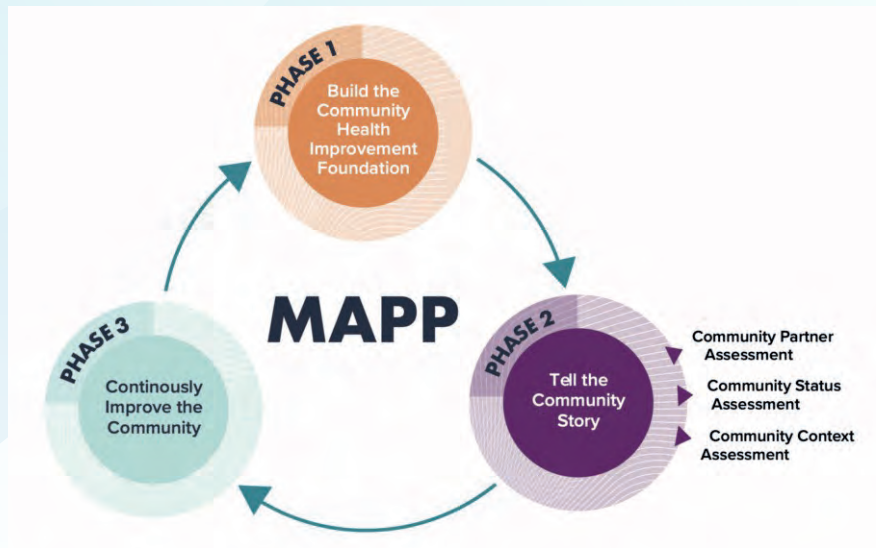 PHASE 1
Build the
Community
Health
Improvement
Foundation
MAPP
PHASE 2
Tell the
Community
Story
Community Partner
Assessment
Community Status
Assessment
Community Context
Assessment
PHASE 3
Continously
Improve the
Community